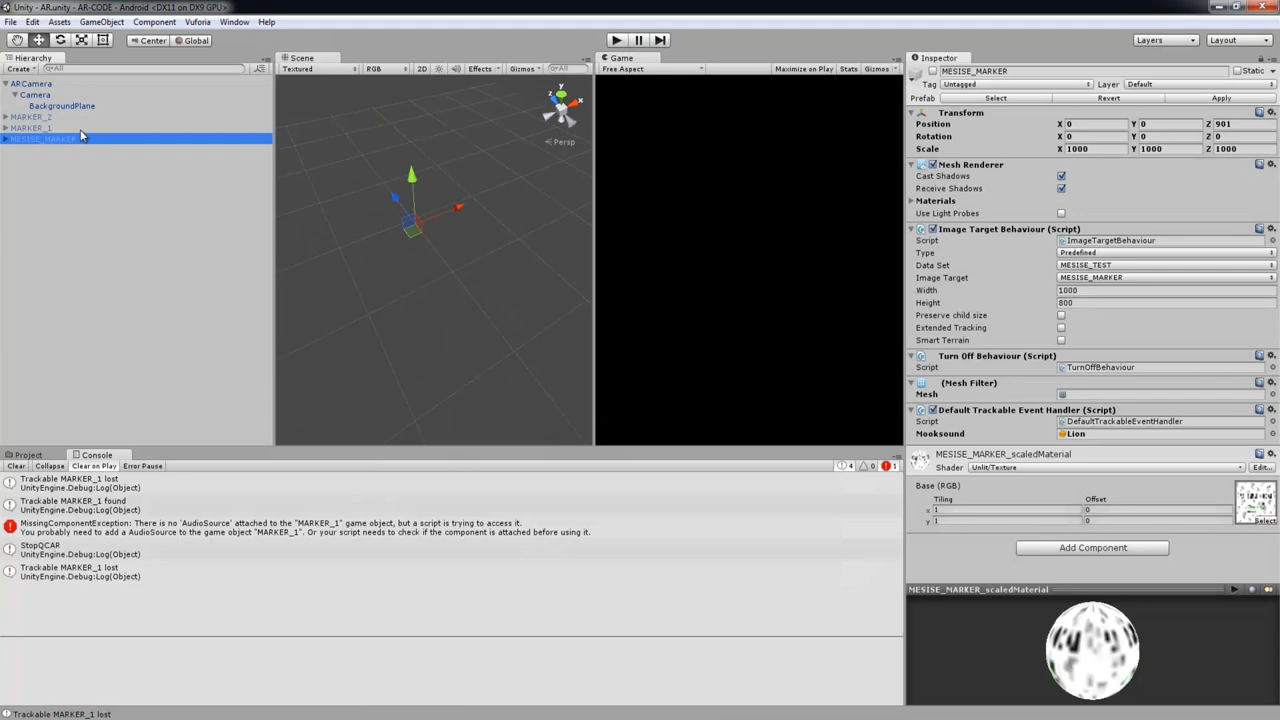 Unity - AR.unity - AR-CODE - Android <DX11 on DX9 GPU>
File Edit Assets GameObject Component Vuforia Window Help
Center Global Layers Layout
Hierarchy
Create All
ARCamera
Camera
BackgroundPlane
MARKER_2
MARKER_1
MESISE_MARKER
Scene
Textured RGB 2D Effects Gizmos All
y
x
z
Persp
Game
Free Aspect Maximize on Play Stats Gizmos
Inspector
MESISE_MARKER Static
Tag Untagged Layer Default
Prefab Select Revert Apply
Transform
Position X 0 Y 0 Z 901
Rotation X 0 Y 0 Z 0
Scale X 1000 Y 1000 Z 1000
Mesh Renderer
Cast Shadows
Receive Shadows
Materials
Use Light Probes
Image Target Behaviour (Script)
Script ImageTargetBehaviour
Type Predefined
Data Set MESISE_TEST
Image Target MESISE_MARKER
Width 1000
Height 800
Preserve child size
Extended Tracking
Smart Terrain
Turn Off Behaviour (Script)
Script TurnOffBehaviour
(Mesh Filter)
Mesh
Default Trackable Event Handler (Script)
Script DefaultTrackableEventHandler
Mooksound Lion
MESISE_MARKER_scaledMaterial
Shader Unlit/Texture Edit...
Base (RGB)
Tiling Offset
x 1 0
y 1 0
Select
Add Component
MESISE_MARKER_scaledMaterial
Project Console
Clear Collapse Clear on Play Error Pause 4 0 1
Trackable MARKER_1 lost
UnityEngine.Debug:Log(Object)
Trackable MARKER_1 found
UnityEngine.Debug:Log(Object)
MissingComponentException: There is no 'AudioSource' attached to the "MARKER_1" game object, but a script is trying to access it.
You probably need to add a AudioSource to the game object "MARKER_1". Or your script needs to check if the component is attached before using it.
StopQCAR
UnityEngine.Debug:Log(Object)
Trackable MARKER_1 lost
UnityEngine.Debug:Log(Object)
Trackable MARKER_1 lost